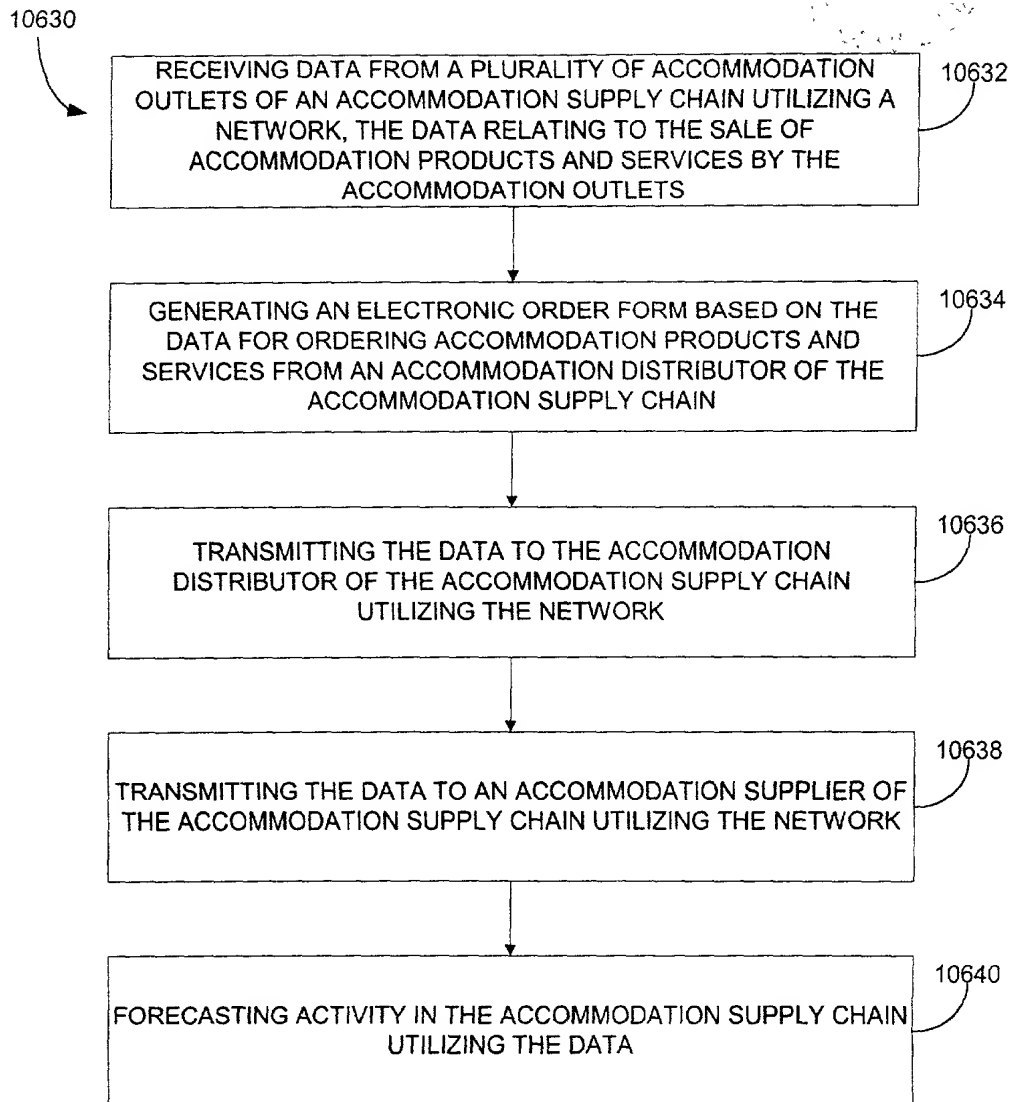 10630
RECEIVING DATA FROM A PLURALITY OF ACCOMMODATION
OUTLETS OF AN ACCOMMODATION SUPPLY CHAIN UTILIZING A
NETWORK, THE DATA RELATING TO THE SALE OF
ACCOMMODATION PRODUCTS AND SERVICES BY THE
ACCOMMODATION OUTLETS
10632
GENERATING AN ELECTRONIC ORDER FORM BASED ON THE
DATA FOR ORDERING ACCOMMODATION PRODUCTS AND
SERVICES FROM AN ACCOMMODATION DISTRIBUTOR OF THE
ACCOMMODATION SUPPLY CHAIN
10634
TRANSMITTING THE DATA TO THE ACCOMMODATION
DISTRIBUTOR OF THE ACCOMMODATION SUPPLY CHAIN
UTILIZING THE NETWORK
10636
TRANSMITTING THE DATA TO AN ACCOMMODATION SUPPLIER OF
THE ACCOMMODATION SUPPLY CHAIN UTILIZING THE NETWORK
10638
FORECASTING ACTIVITY IN THE ACCOMMODATION SUPPLY CHAIN
UTILIZING THE DATA
10640